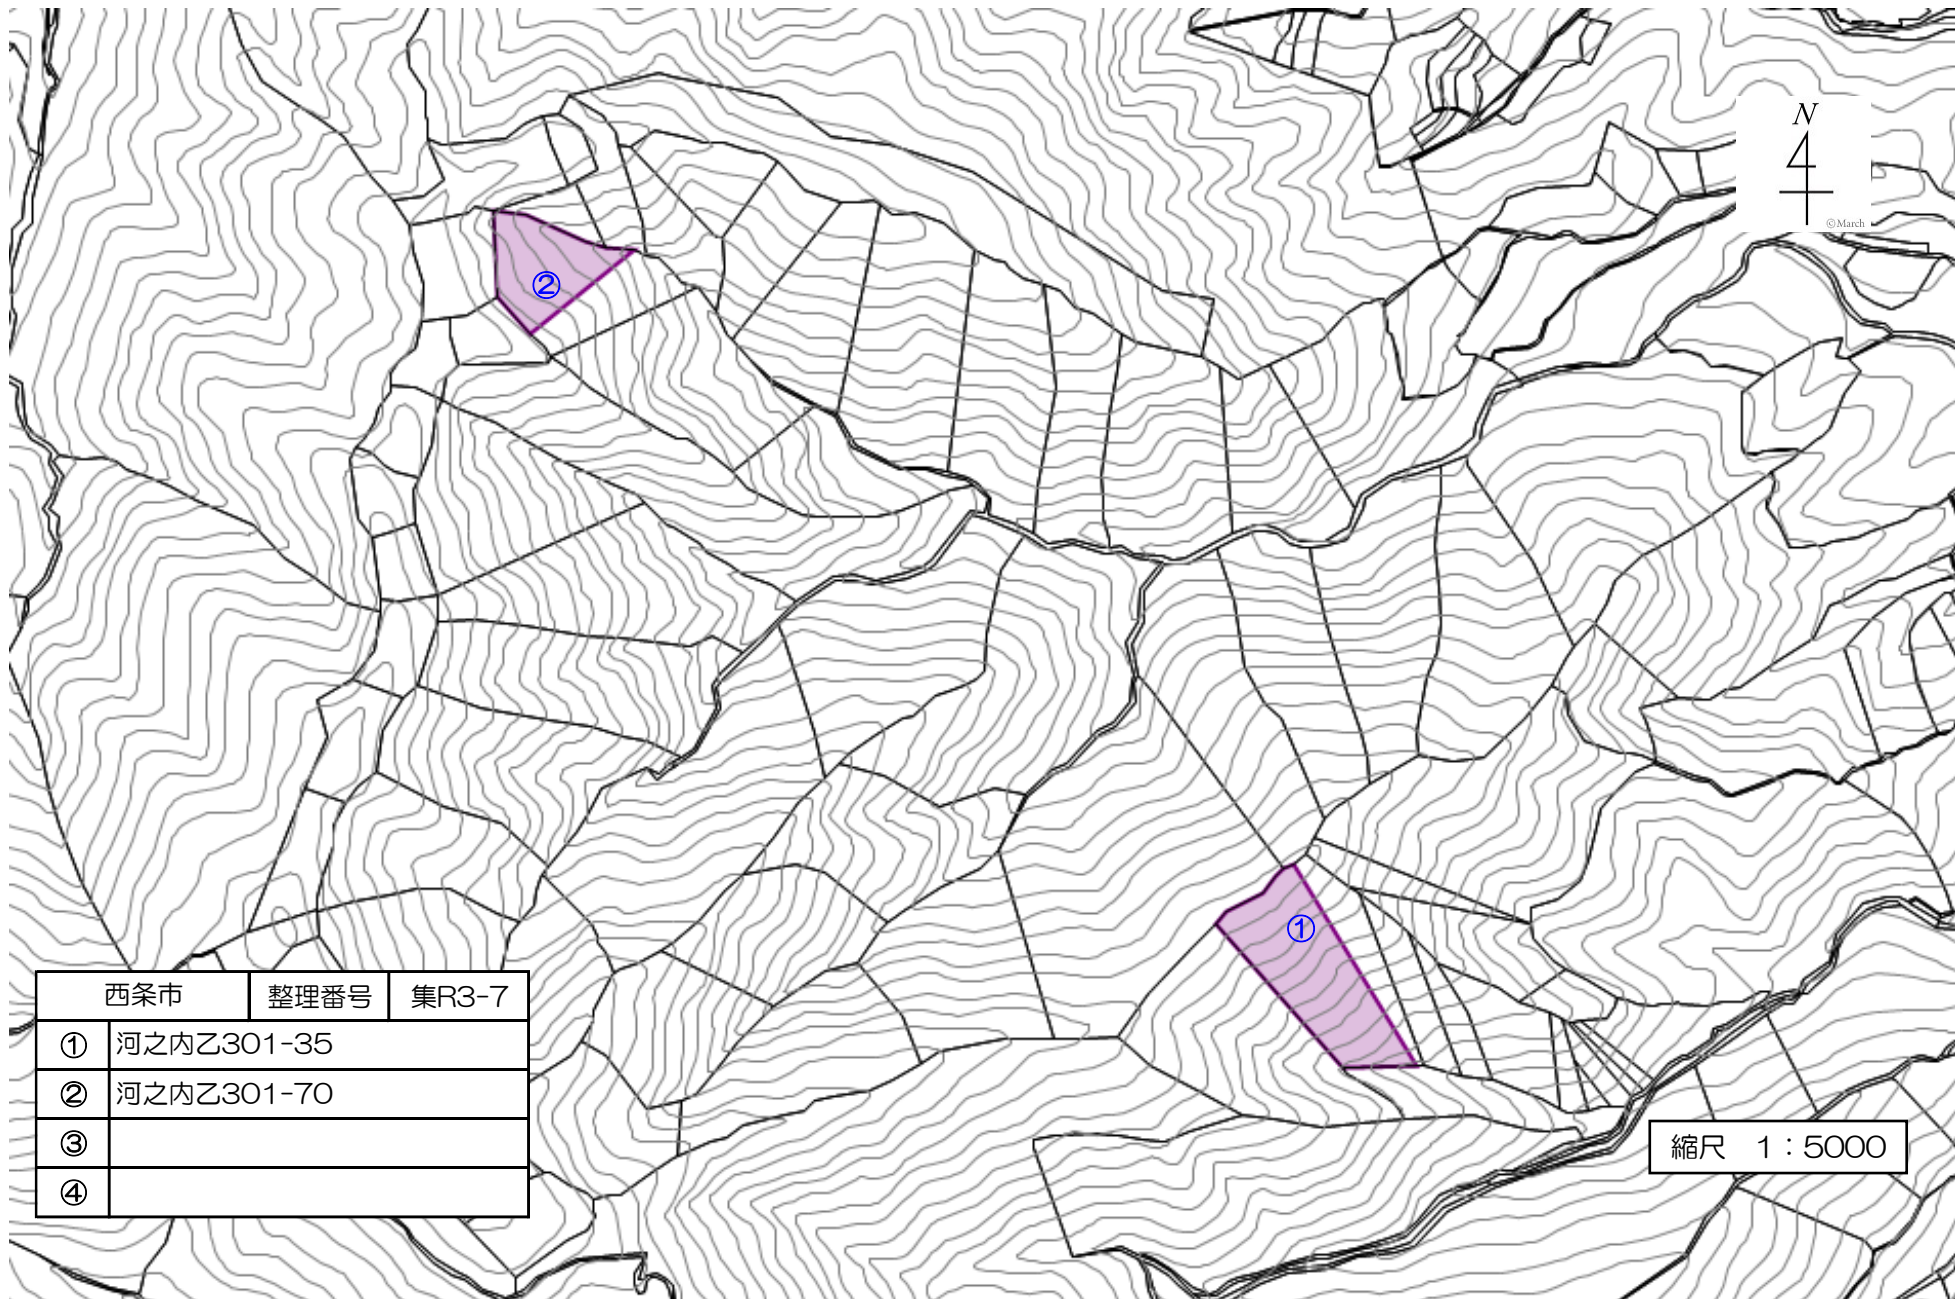 N
©March
②
①
西条市 整理番号 集R3-7
① 河之内乙301-35
② 河之内乙301-70
③
④
縮尺 1：5000